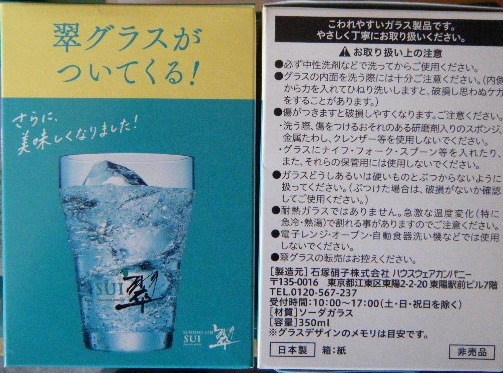 翠グラスが
ついてくる!
さらに、
美味しくなりました!
SUI 翠
SUNTORY GIN
SUI 翠
こわれやすいガラス製品です。
やさしく丁寧にお取り扱いください。
⚠お取り扱い上の注意
●必ず中性洗剤などで洗ってからご使用ください。
●グラスの内面を洗う際には十分ご注意ください。(内側
から力を入れてひねり洗いしますと、破損し思わぬケガ
をすることがあります。)
●傷がつきますと破損しやすくなります。ご注意ください。
・洗う際、傷をつけるおそれのある研磨剤入りのスポンジ、
金属たわし、クレンザー等を使用しないでください。
・グラスにナイフ・フォーク・スプーン等を入れたり、
また、それらの保管用には使用しないでください。
●ガラスどうしあるいは硬いものとぶつからないように
扱ってください。(ぶつけた場合は、破損がないか確認
してご使用ください。)
●耐熱ガラスではありません。急激な温度変化(特に
急冷・熱湯)で割れる事がありますのでご注意ください。
●電子レンジ・オーブン・自動食器洗い機などでは使用
しないでください。
●翠グラスの転売はお控えください。
[製造元] 石塚硝子株式会社 ハウスウェアカンパニー
〒135-0016 東京都江東区東陽2-2-20 東陽駅前ビル7階
TEL.0120-567-237
受付時間:10:00〜17:00(土・日・祝日を除く)
[材質]ソーダガラス
[容量]350ml
※グラスデザインのメモリは目安です。
日本製 箱:紙 非売品